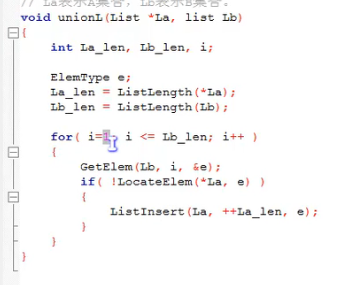 // La表示A集合, Lb表示B集合。
void unionL(List *La, list Lb)
{
int La_len, Lb_len, i;
ElemType e;
La_len = ListLength(*La);
Lb_len = ListLength(Lb);
for( i=1; i <= Lb_len; i++ )
{
GetElem(Lb, i, &e);
if( !LocateElem(*La, e) )
{
ListInsert(La, ++La_len, e);
}
}
}